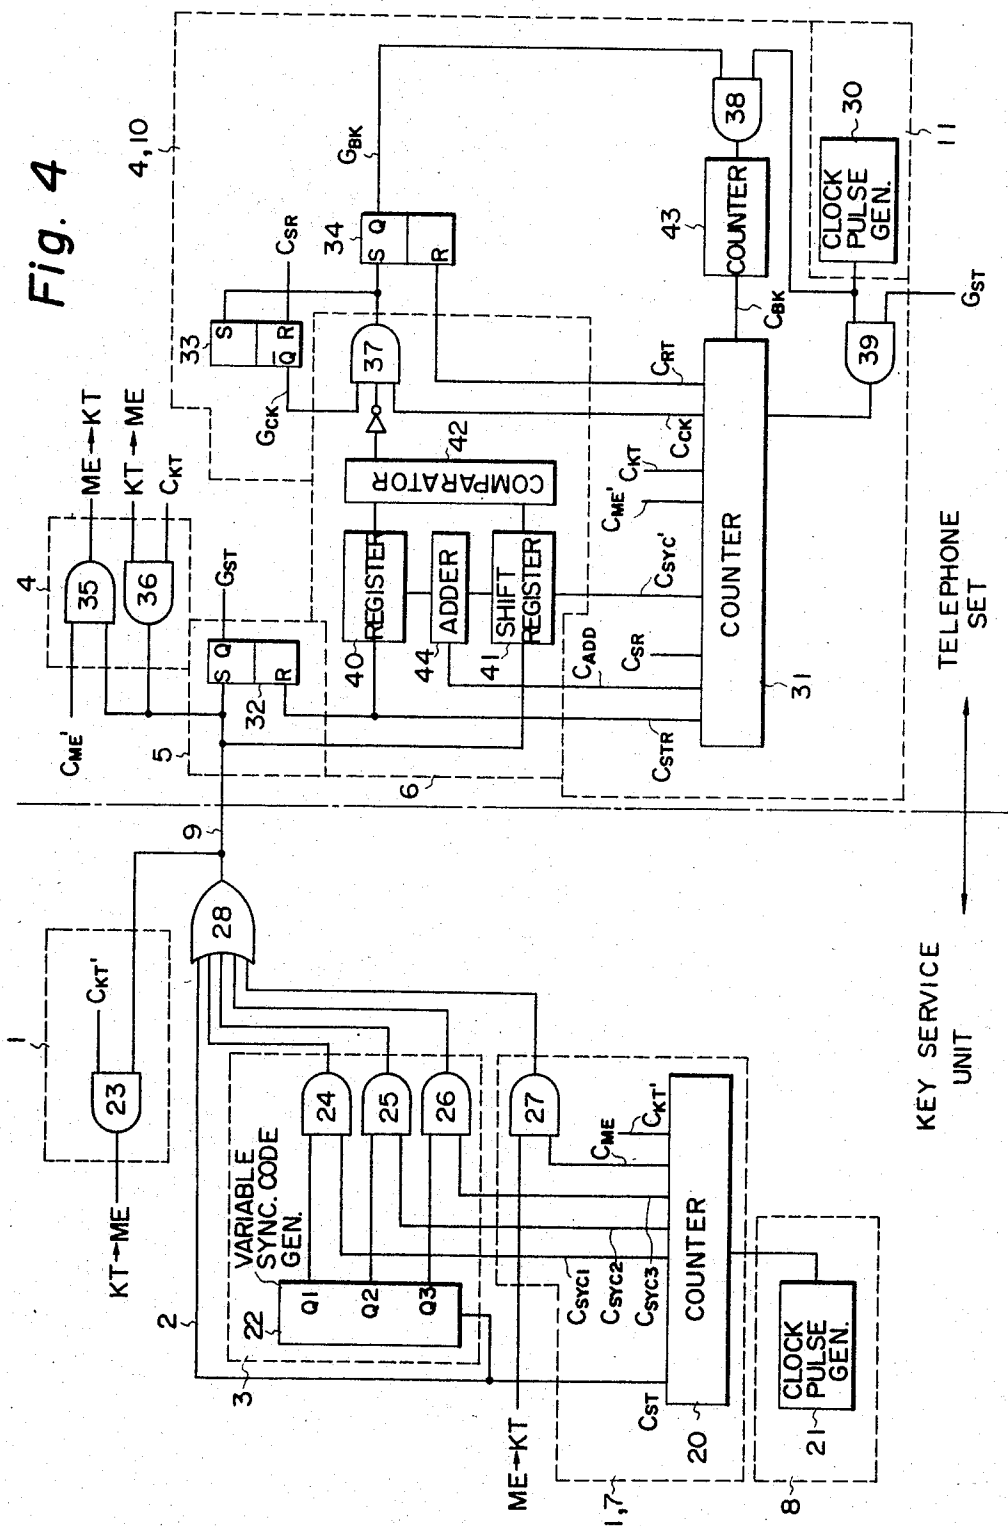 Fig. 4
1
KT→ME
23
CKT'
2
3
22
VARIABLE
SYNC. CODE
GEN.
Q1
Q2
Q3
24
25
26
28
9
ME→KT
27
1,7
CST
CSYC1
CSYC2
CSYC3
CME
CKT'
COUNTER
20
CLOCK
PULSE
GEN.
21
8
KEY SERVICE
UNIT
TELEPHONE
SET
CME'
4
35
36
ME→KT
KT→ME
CKT
5
S
Q
R
32
GST
6
40
REGISTER
44
ADDER
41
SHIFT
REGISTER
COMPARATOR
42
37
33
S
Q
R
CSR
GCK
34
S
Q
R
GBK
4,10
CSTR
CADD
CSR
CSYC'
CME'
CKT
CCK
CRT
COUNTER
31
CBK
43
COUNTER
38
39
GST
CLOCK
PULSE
GEN.
30
11